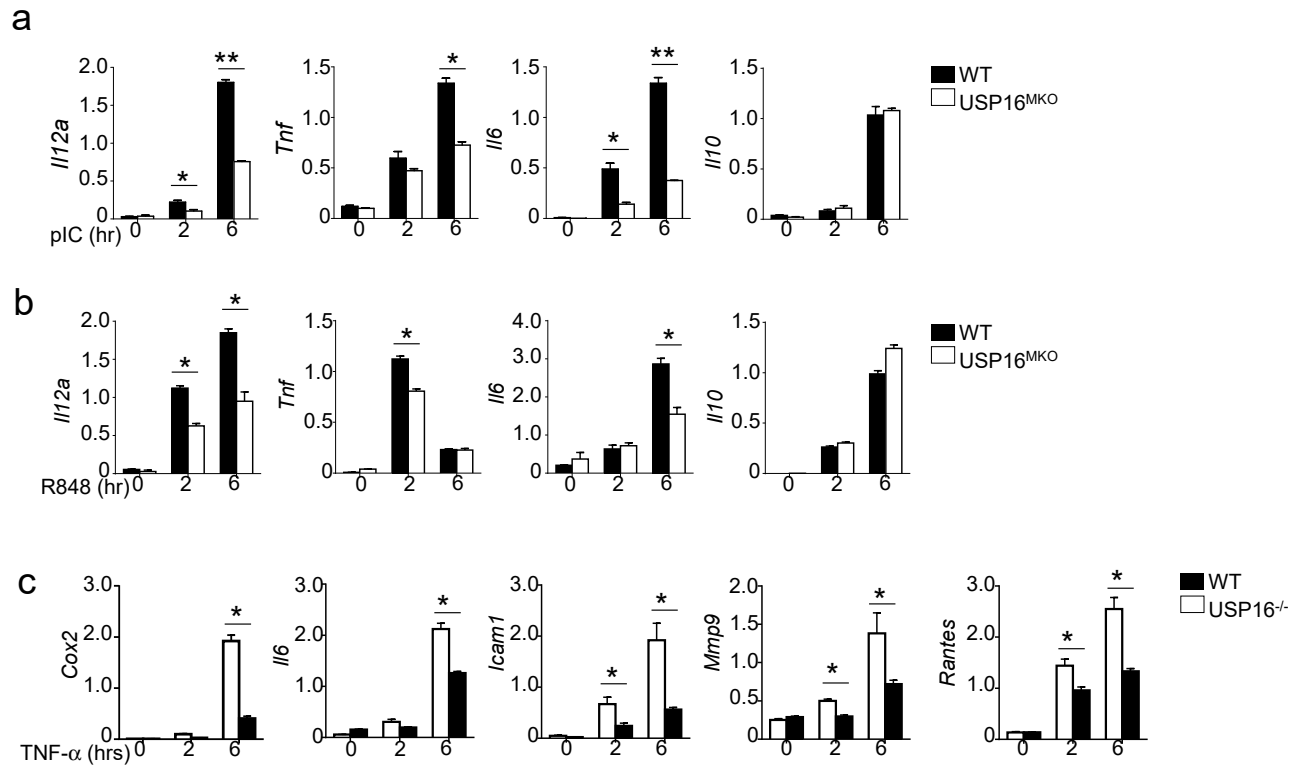 a
Il12a
2.0
1.5
1.0
0.5
0
*
**
pIC (hr)
0 2 6
Tnf
1.5
1.0
0.5
0
*
0 2 6
Il6
1.5
1.0
0.5
0
*
**
0 2 6
Il10
1.5
1.0
0.5
0
0 2 6
WT
USP16MKO
b
Il12a
2.0
1.5
1.0
0.5
0
*
*
R848 (hr)
0 2 6
Tnf
1.5
1.0
0.5
0
*
0 2 6
Il6
4.0
3.0
2.0
1.0
0
*
0 2 6
Il10
1.5
1.0
0.5
0
0 2 6
WT
USP16MKO
c
Cox2
3.0
2.0
1.0
0
*
TNF-α (hrs)
0 2 6
Il6
3.0
2.0
1.0
0
*
0 2 6
Icam1
3.0
2.0
1.0
0
*
*
0 2 6
Mmp9
2.0
1.5
1.0
0.5
0
*
*
0 2 6
Rantes
3.0
2.0
1.0
0
*
*
0 2 6
WT
USP16-/-